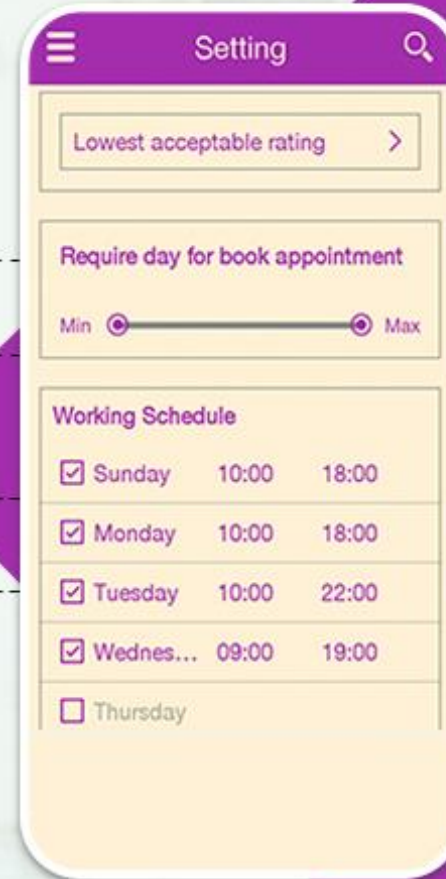 Setting
Lowest acceptable rating
Require day for book appointment
Min Max
Working Schedule
Sunday 10:00 18:00
Monday 10:00 18:00
Tuesday 10:00 22:00
Wednes... 09:00 19:00
Thursday